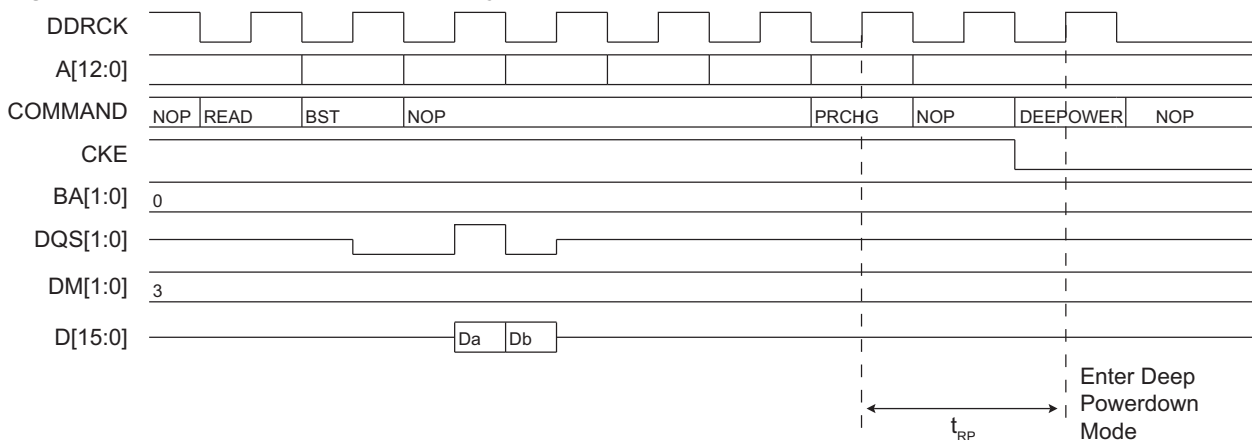 DDRCK
A[12:0]
COMMAND NOP READ BST NOP PRCHG NOP DEEPOWER NOP
CKE
BA[1:0] 0
DQS[1:0]
DM[1:0] 3
D[15:0] Da Db
tRP
Enter Deep
Powerdown
Mode